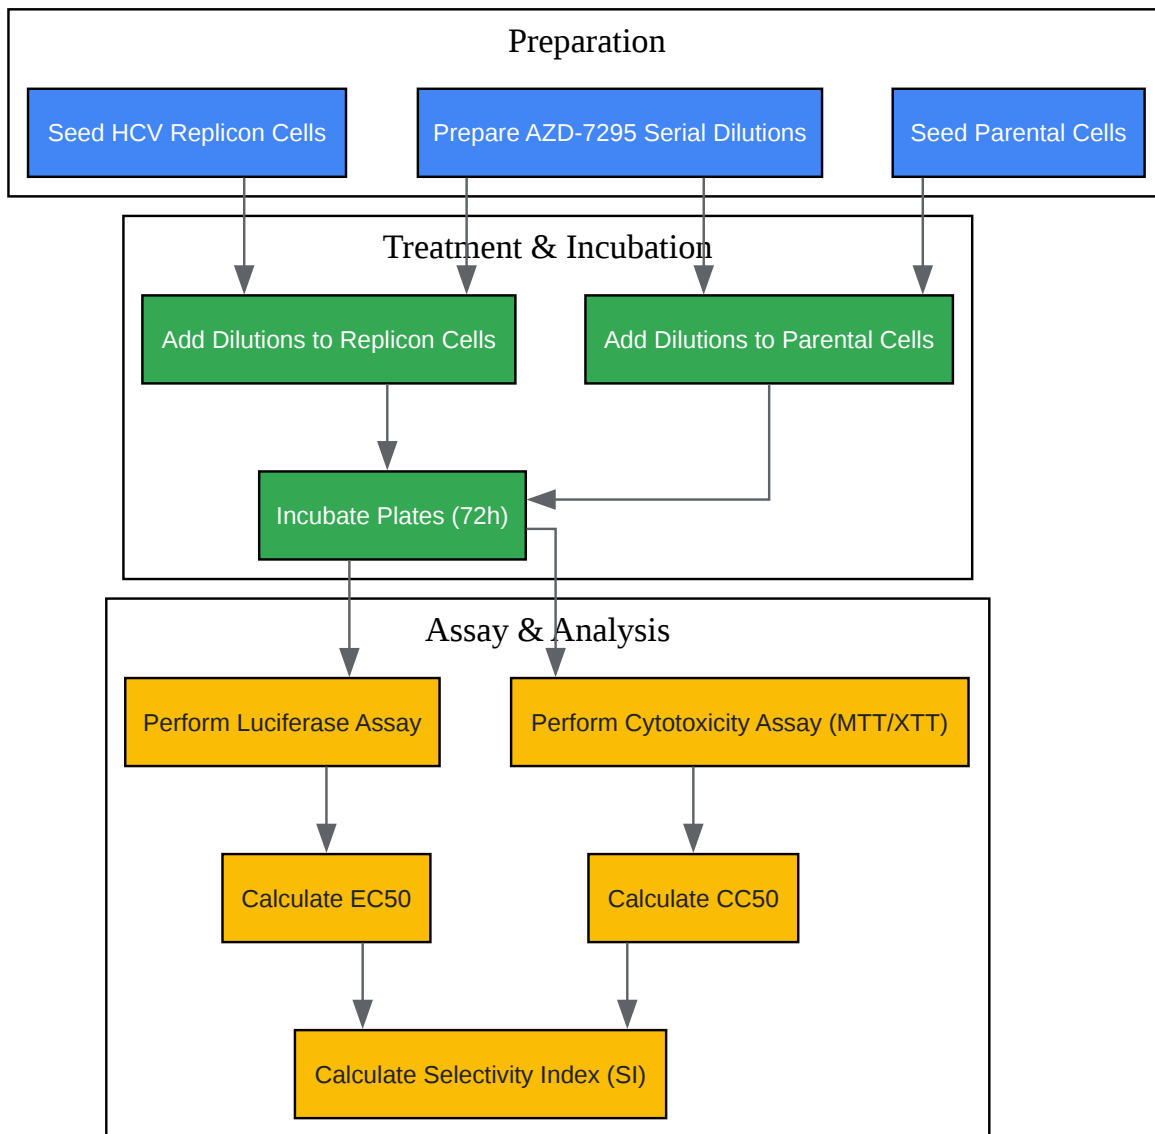 Preparation
Seed HCV Replicon Cells
Prepare AZD-7295 Serial Dilutions
Seed Parental Cells
Treatment & Incubation
Add Dilutions to Replicon Cells
Add Dilutions to Parental Cells
Incubate Plates (72h)
Assay & Analysis
Perform Luciferase Assay
Perform Cytotoxicity Assay (MTT/XTT)
Calculate EC50
Calculate CC50
Calculate Selectivity Index (SI)